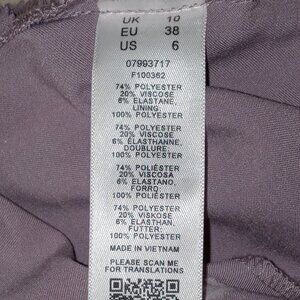 UK 10
EU 38
US 6
07993717
F100362
74% POLYESTER
20% VISCOSE
6% ELASTANE,
LINING:
100% POLYESTER
74% POLYESTER
20% VISCOSE
6% ÉLASTHANNE,
DOUBLURE:
100% POLYESTER
74% POLIÉSTER
20% VISCOSA
6% ELASTANO,
FORRO:
100% POLIÉSTER
74% POLYESTER
20% VISKOSE
6% ELASTHAN,
FUTTER:
100% POLYESTER
MADE IN VIETNAM
PLEASE SCAN ME
FOR TRANSLATIONS